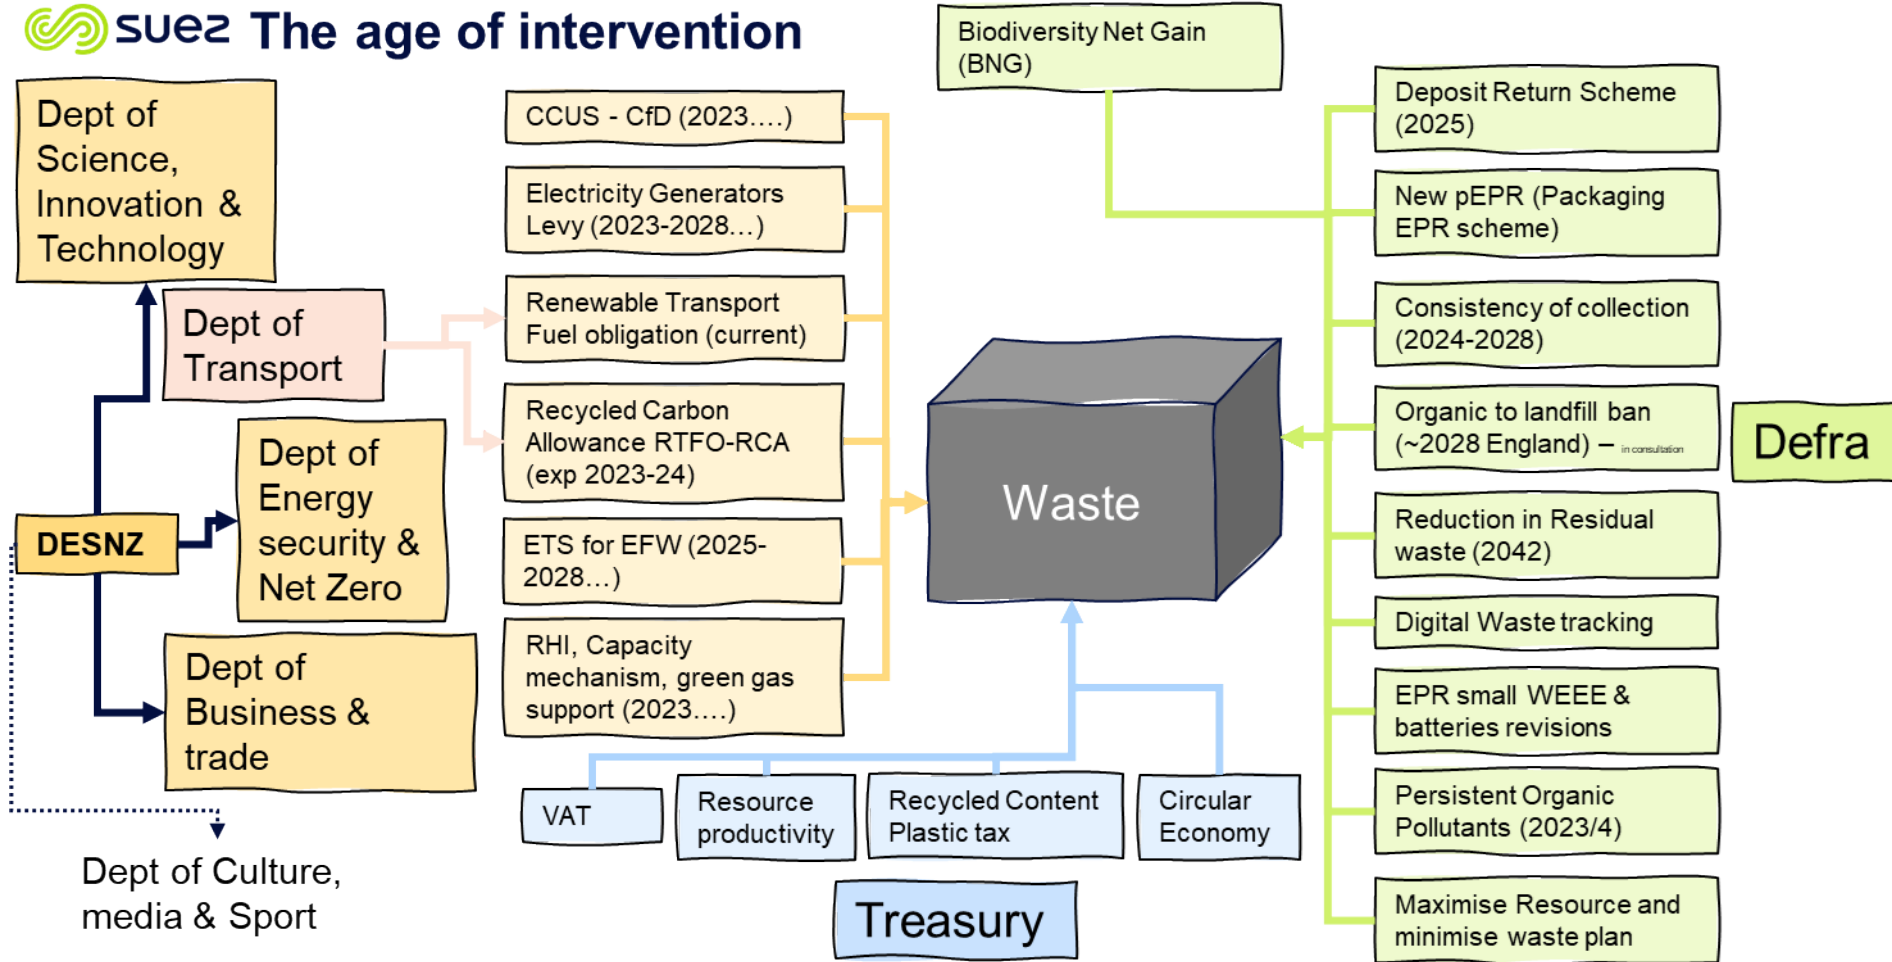 suez The age of intervention
Dept of
Science,
Innovation &
Technology
Dept of
Transport
Dept of
Energy
security &
Net Zero
DESNZ
Dept of
Business &
trade
Dept of Culture,
media & Sport
CCUS - CfD (2023....)
Electricity Generators
Levy (2023-2028...)
Renewable Transport
Fuel obligation (current)
Recycled Carbon
Allowance RTFO-RCA
(exp 2023-24)
ETS for EFW (2025-
2028...)
RHI, Capacity
mechanism, green gas
support (2023....)
Waste
VAT
Resource
productivity
Recycled Content
Plastic tax
Circular
Economy
Treasury
Biodiversity Net Gain
(BNG)
Deposit Return Scheme
(2025)
New pEPR (Packaging
EPR scheme)
Consistency of collection
(2024-2028)
Organic to landfill ban
(~2028 England) – in consultation
Reduction in Residual
waste (2042)
Digital Waste tracking
EPR small WEEE &
batteries revisions
Persistent Organic
Pollutants (2023/4)
Maximise Resource and
minimise waste plan
Defra